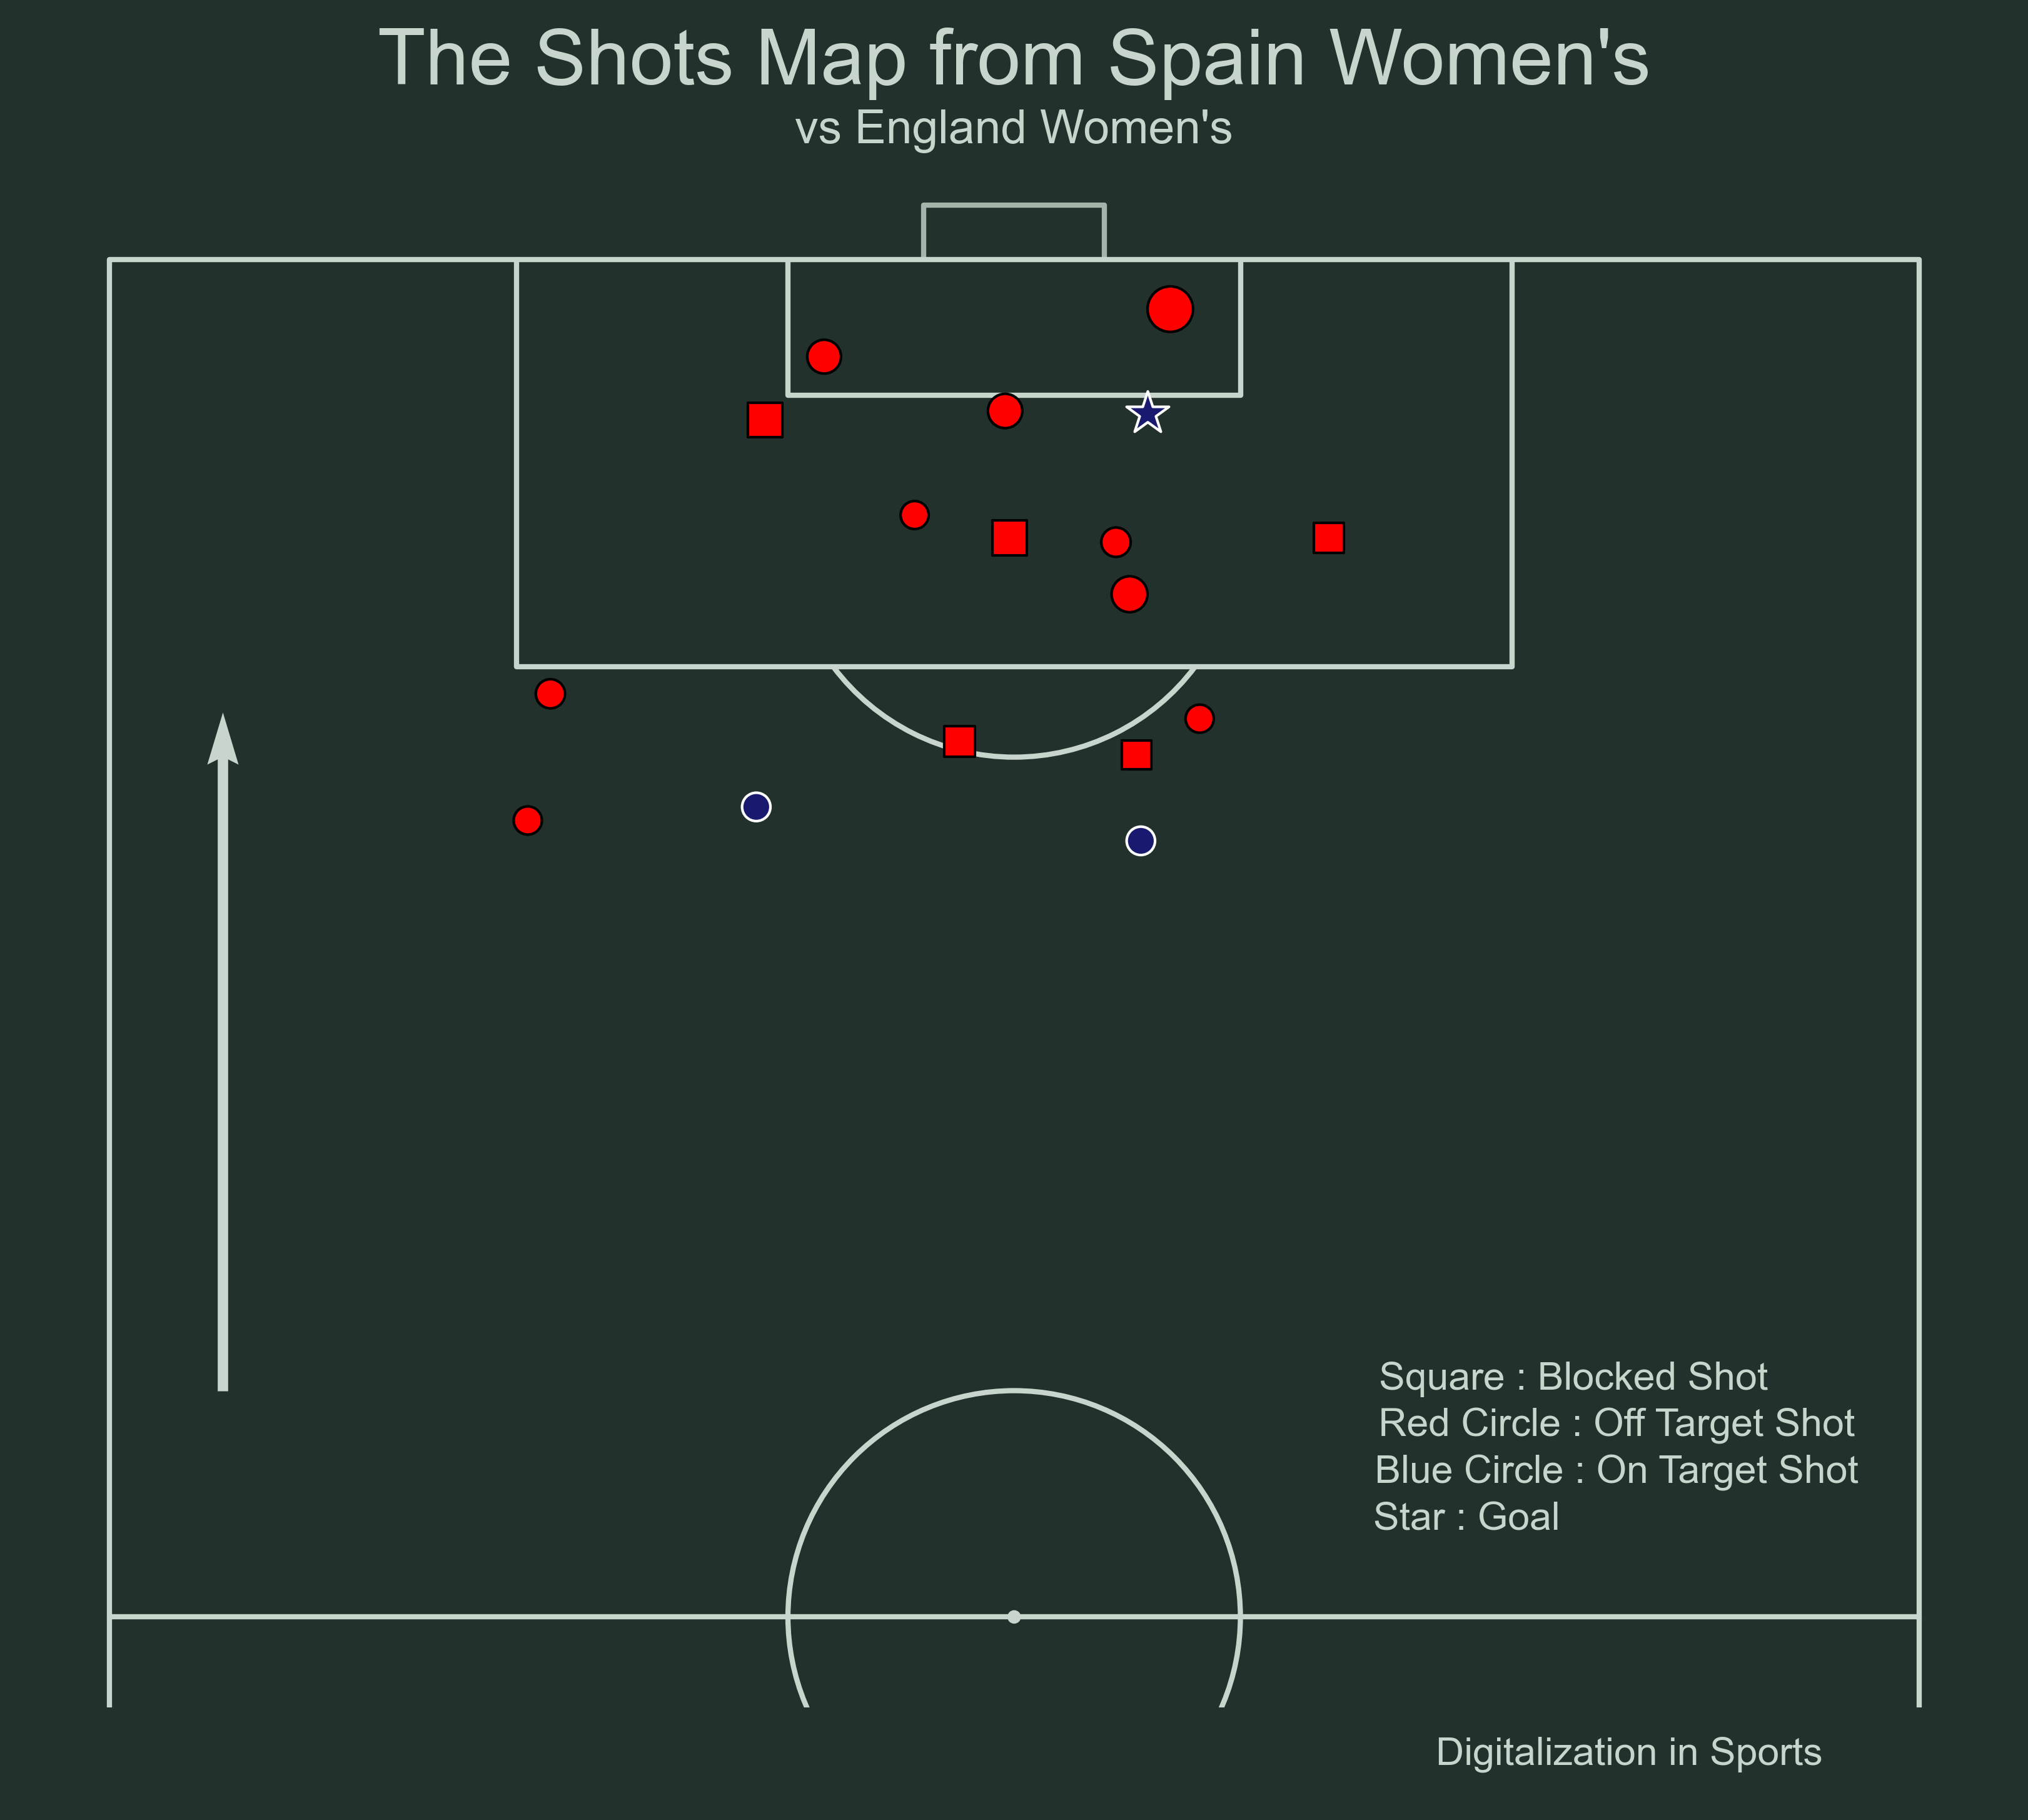 The Shots Map from Spain Women's
vs England Women's
Square : Blocked Shot
Red Circle : Off Target Shot
Blue Circle : On Target Shot
Star : Goal
Digitalization in Sports